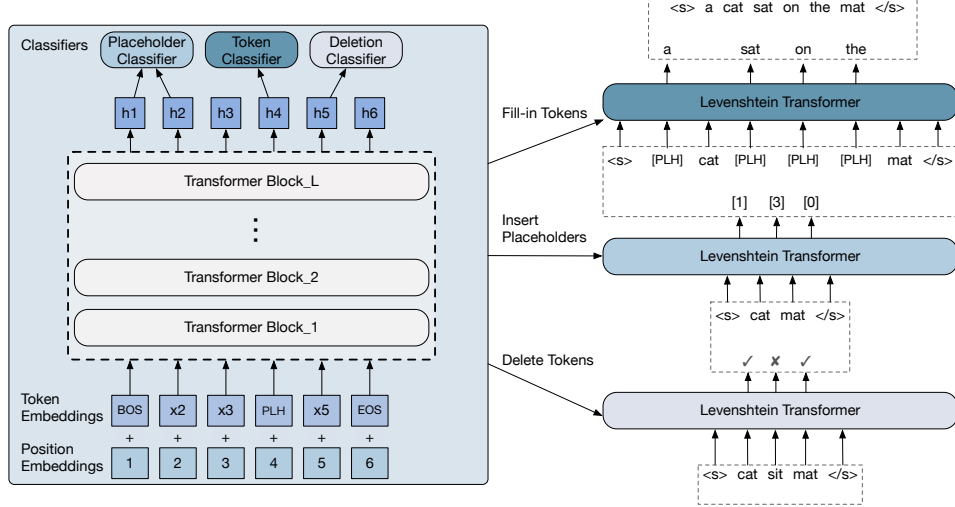 Classifiers
Placeholder
Classifier
Token
Classifier
Deletion
Classifier
h1 h2 h3 h4 h5 h6
Transformer Block_L
⋮
Transformer Block_2
Transformer Block_1
Token
Embeddings
BOS x2 x3 PLH x5 EOS
+ + + + + +
Position
Embeddings
1 2 3 4 5 6
Fill-in Tokens
Insert
Placeholders
Delete Tokens
<s> a cat sat on the mat </s>
a sat on the
Levenshtein Transformer
<s> [PLH] cat [PLH] [PLH] [PLH] mat </s>
[1] [3] [0]
Levenshtein Transformer
<s> cat mat </s>
✓ ✘ ✓
Levenshtein Transformer
<s> cat sit mat </s>